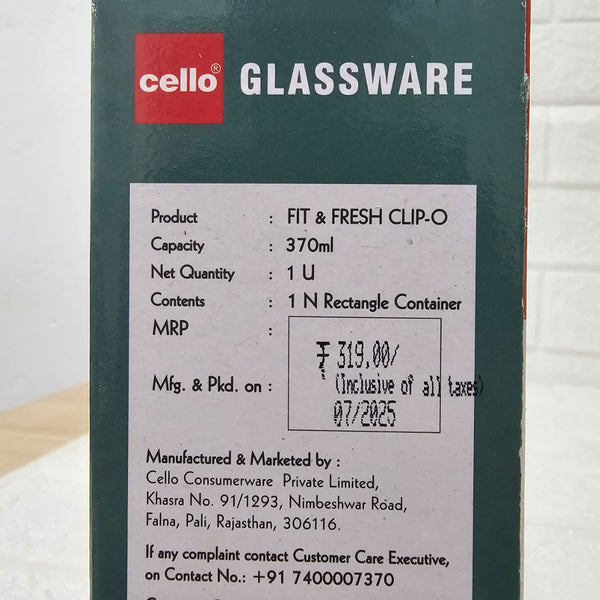 cello® GLASSWARE
Product : FIT & FRESH CLIP-O
Capacity : 370ml
Net Quantity : 1 U
Contents : 1 N Rectangle Container
MRP : ₹ 319.00/
(Inclusive of all taxes)
Mfg. & Pkd. on : 07/2025
Manufactured & Marketed by :
Cello Consumerware Private Limited,
Khasra No. 91/1293, Nimbeshwar Road,
Falna, Pali, Rajasthan, 306116.
If any complaint contact Customer Care Executive,
on Contact No.: +91 7400007370